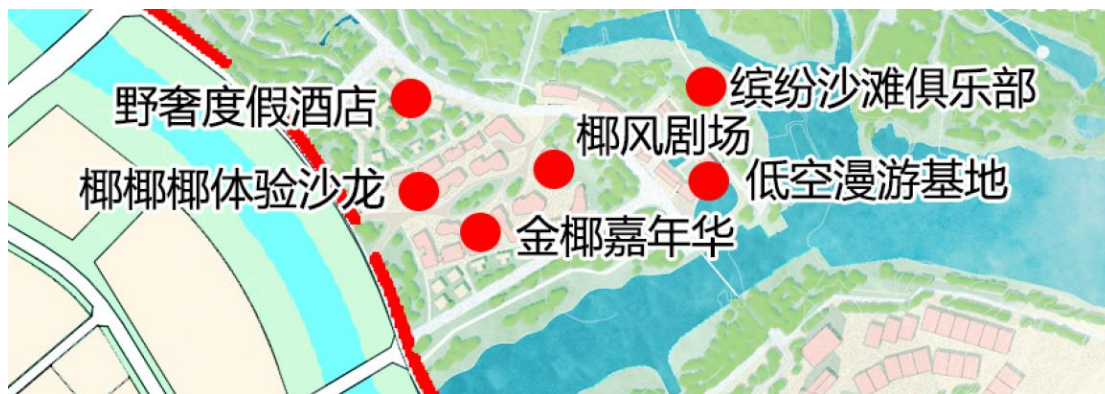 野奢度假酒店
缤纷沙滩俱乐部
椰风剧场
椰椰椰体验沙龙
低空漫游基地
金椰嘉年华